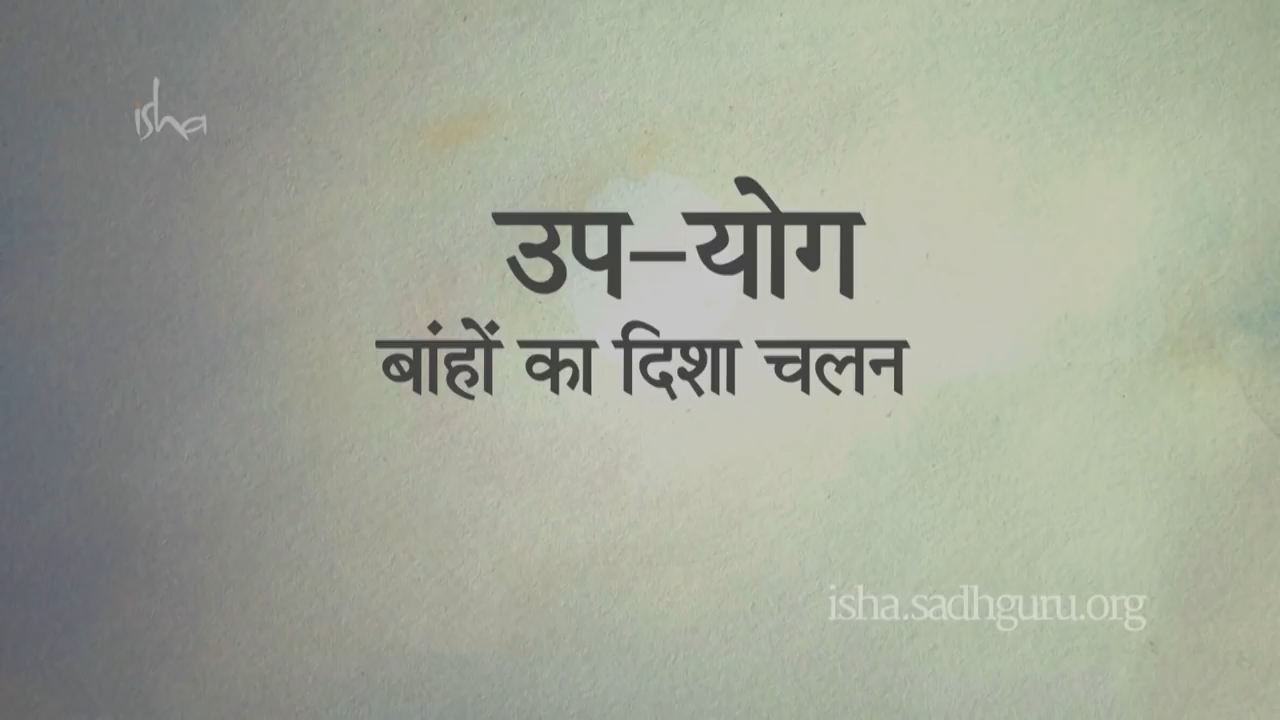 isha
उप–योग
बांहों का दिशा चलन
isha.sadhguru.org